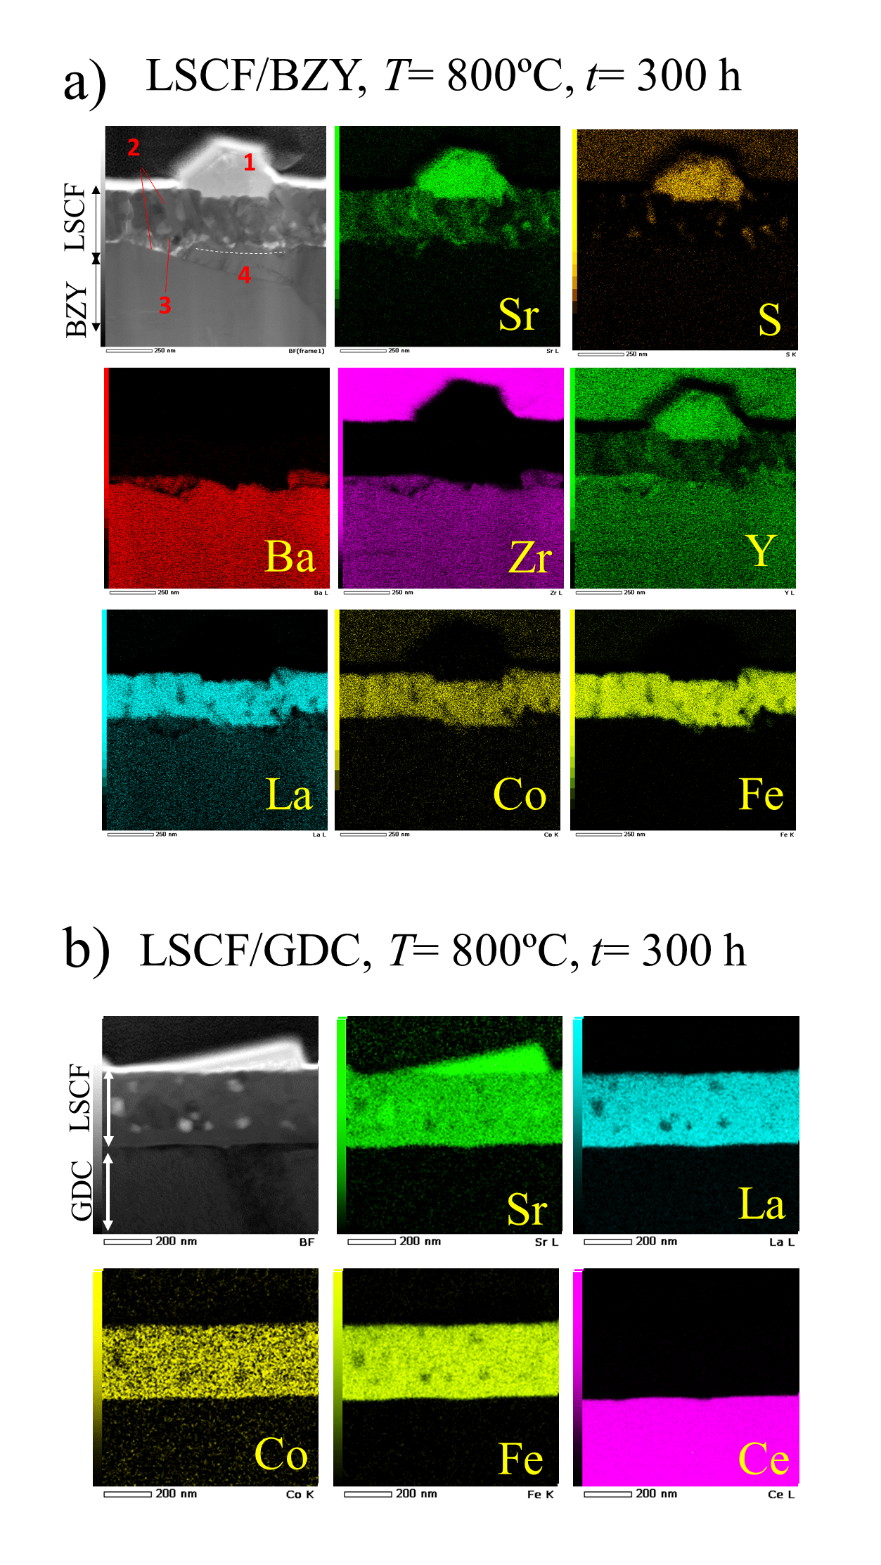 a) LSCF/BZY, T= 800ºC, t= 300 h
LSCF
BZY
2
1
3
4
250 nm
BF(frame1)
Sr
250 nm
Sr L
S
250 nm
S K
Ba
250 nm
Ba L
Zr
250 nm
Zr L
Y
250 nm
Y L
La
250 nm
La L
Co
250 nm
Co K
Fe
250 nm
Fe K
b) LSCF/GDC, T= 800ºC, t= 300 h
LSCF
GDC
200 nm
BF
Sr
200 nm
Sr L
La
200 nm
La L
Co
200 nm
Co K
Fe
200 nm
Fe K
Ce
200 nm
Ce L